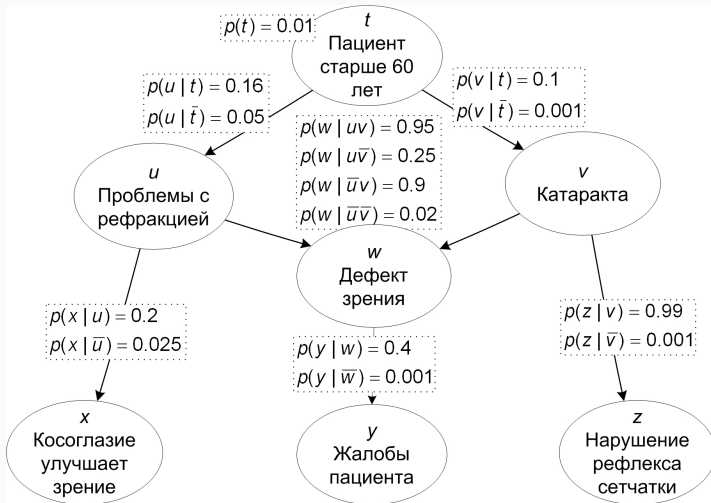 p(t) = 0.01
t
Пациент
старше 60
лет
p(u | t) = 0.16
p(u | t̄) = 0.05
p(v | t) = 0.1
p(v | t̄) = 0.001
p(w | uv) = 0.95
p(w | uv̄) = 0.25
p(w | ūv) = 0.9
p(w | ūv̄) = 0.02
u
Проблемы с
рефракцией
v
Катаракта
w
Дефект
зрения
p(x | u) = 0.2
p(x | ū) = 0.025
p(y | w) = 0.4
p(y | w̄) = 0.001
p(z | v) = 0.99
p(z | v̄) = 0.001
x
Косоглазие
улучшает
зрение
y
Жалобы
пациента
z
Нарушение
рефлекса
сетчатки